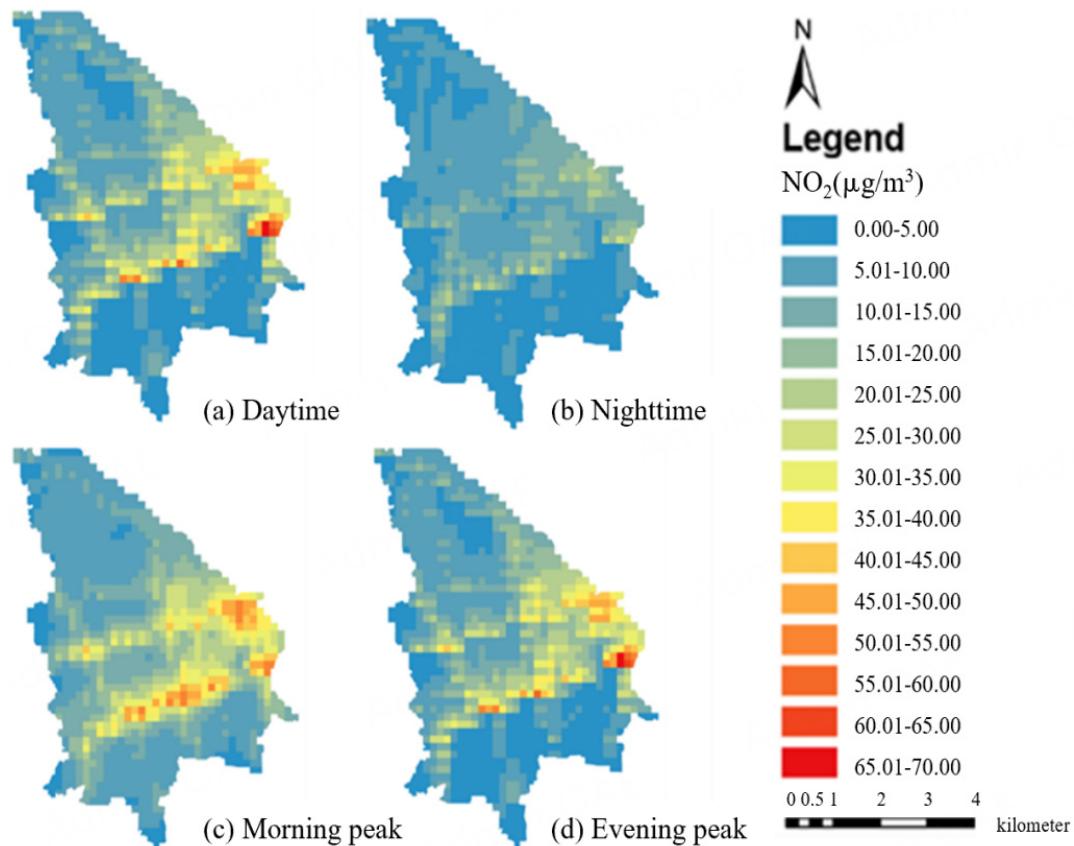 N
Legend
NO₂(μg/m³)
0.00-5.00
5.01-10.00
10.01-15.00
15.01-20.00
20.01-25.00
25.01-30.00
30.01-35.00
35.01-40.00
40.01-45.00
45.01-50.00
50.01-55.00
55.01-60.00
60.01-65.00
65.01-70.00
0 0.5 1 2 3 4
kilometer
(a) Daytime
(b) Nighttime
(c) Morning peak
(d) Evening peak